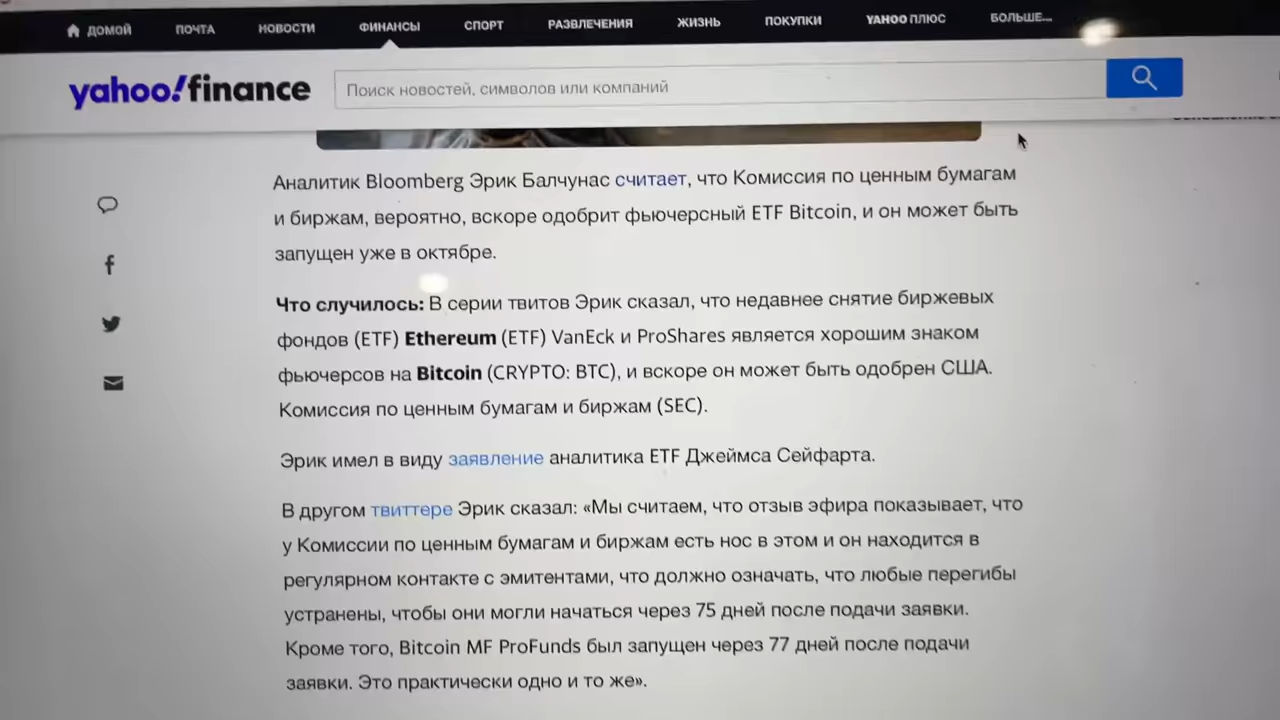 ДОМОЙ ПОЧТА НОВОСТИ ФИНАНСЫ СПОРТ РАЗВЛЕЧЕНИЯ ЖИЗНЬ ПОКУПКИ YAHOO ПЛЮС БОЛЬШЕ...
yahoo!finance
Поиск новостей, символов или компаний
Аналитик Bloomberg Эрик Балчунас считает, что Комиссия по ценным бумагам
и биржам, вероятно, вскоре одобрит фьючерсный ETF Bitcoin, и он может быть
запущен уже в октябре.
Что случилось: В серии твитов Эрик сказал, что недавнее снятие биржевых
фондов (ETF) Ethereum (ETF) VanEck и ProShares является хорошим знаком
фьючерсов на Bitcoin (CRYPTO: BTC), и вскоре он может быть одобрен США.
Комиссия по ценным бумагам и биржам (SEC).
Эрик имел в виду заявление аналитика ETF Джеймса Сейфарта.
В другом твиттере Эрик сказал: «Мы считаем, что отзыв эфира показывает, что
у Комиссии по ценным бумагам и биржам есть нос в этом и он находится в
регулярном контакте с эмитентами, что должно означать, что любые перегибы
устранены, чтобы они могли начаться через 75 дней после подачи заявки.
Кроме того, Bitcoin MF ProFunds был запущен через 77 дней после подачи
заявки. Это практически одно и то же».